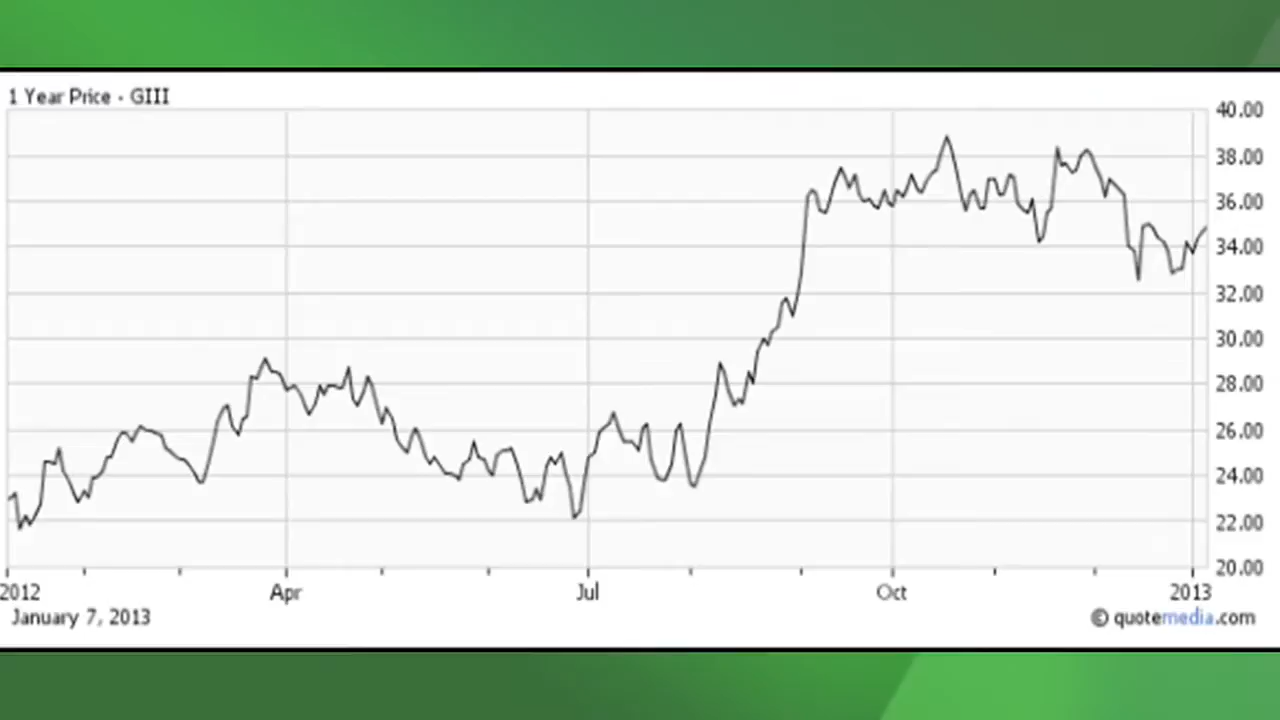 1 Year Price - GIII
40.00
38.00
36.00
34.00
32.00
30.00
28.00
26.00
24.00
22.00
20.00
2012 Apr Jul Oct 2013
January 7, 2013
© quotemedia.com